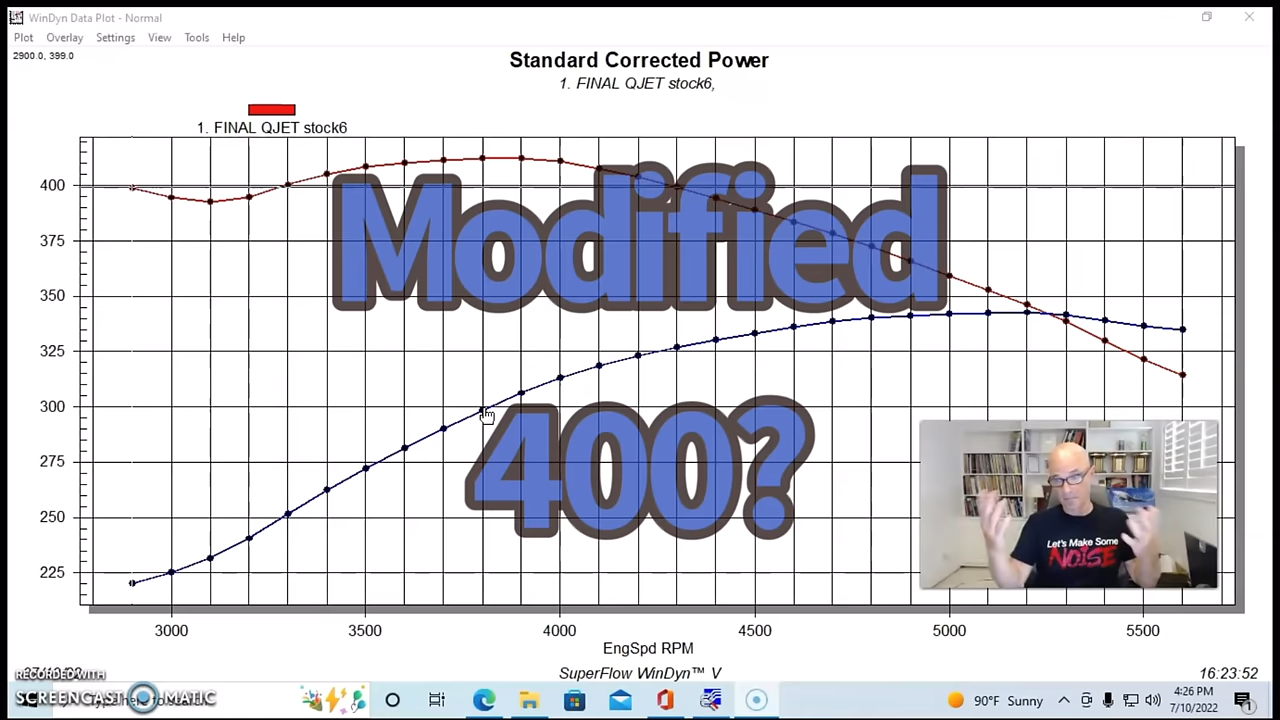 WinDyn Data Plot - Normal
Plot Overlay Settings View Tools Help
2900.0, 399.0
Standard Corrected Power
1. FINAL QJET stock6,
1. FINAL QJET stock6
400
375
350
325
300
275
250
225
Modified
400?
Let's Make Some
NOISE
3000 3500 4000 4500 5000 5500
EngSpd RPM
SuperFlow WinDyn™ V
16:23:52
RECORDED WITH
SCREENCAST-O-MATIC
90°F Sunny
4:26 PM
7/10/2022
1